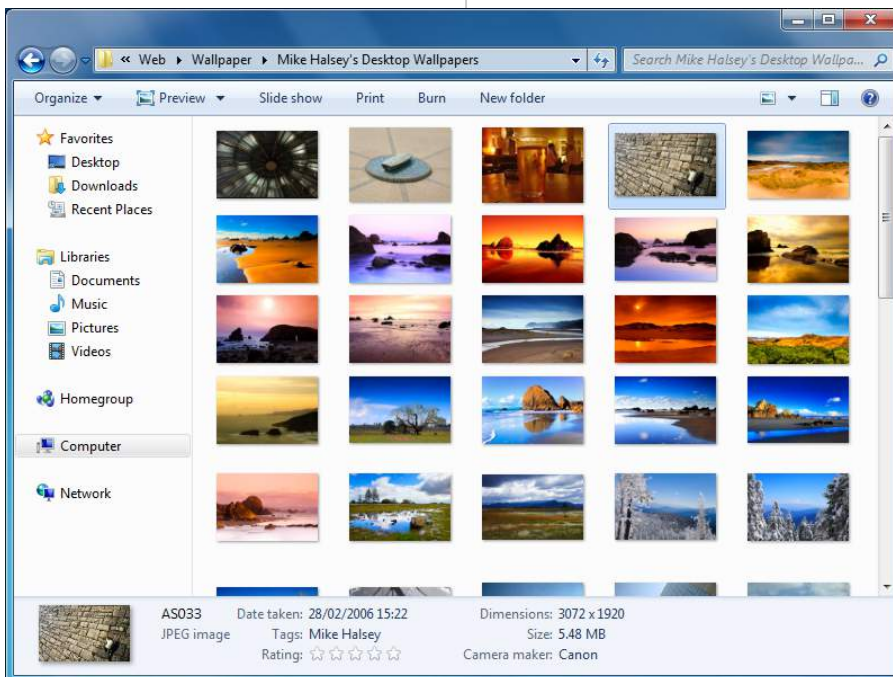 « Web ▸ Wallpaper ▸ Mike Halsey's Desktop Wallpapers
Search Mike Halsey's Desktop Wallpa...
Organize Preview Slide show Print Burn New folder
Favorites
Desktop
Downloads
Recent Places
Libraries
Documents
Music
Pictures
Videos
Homegroup
Computer
Network
AS033 Date taken: 28/02/2006 15:22 Dimensions: 3072 x 1920
JPEG image Tags: Mike Halsey Size: 5.48 MB
Rating: Camera maker: Canon